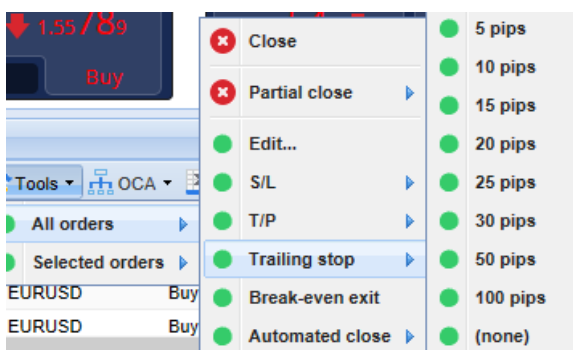 1.55789
Buy
Tools
OCA
All orders
Selected orders
EURUSD Buy
EURUSD Buy
Close
Partial close
Edit...
S/L
T/P
Trailing stop
Break-even exit
Automated close
5 pips
10 pips
15 pips
20 pips
25 pips
30 pips
50 pips
100 pips
(none)